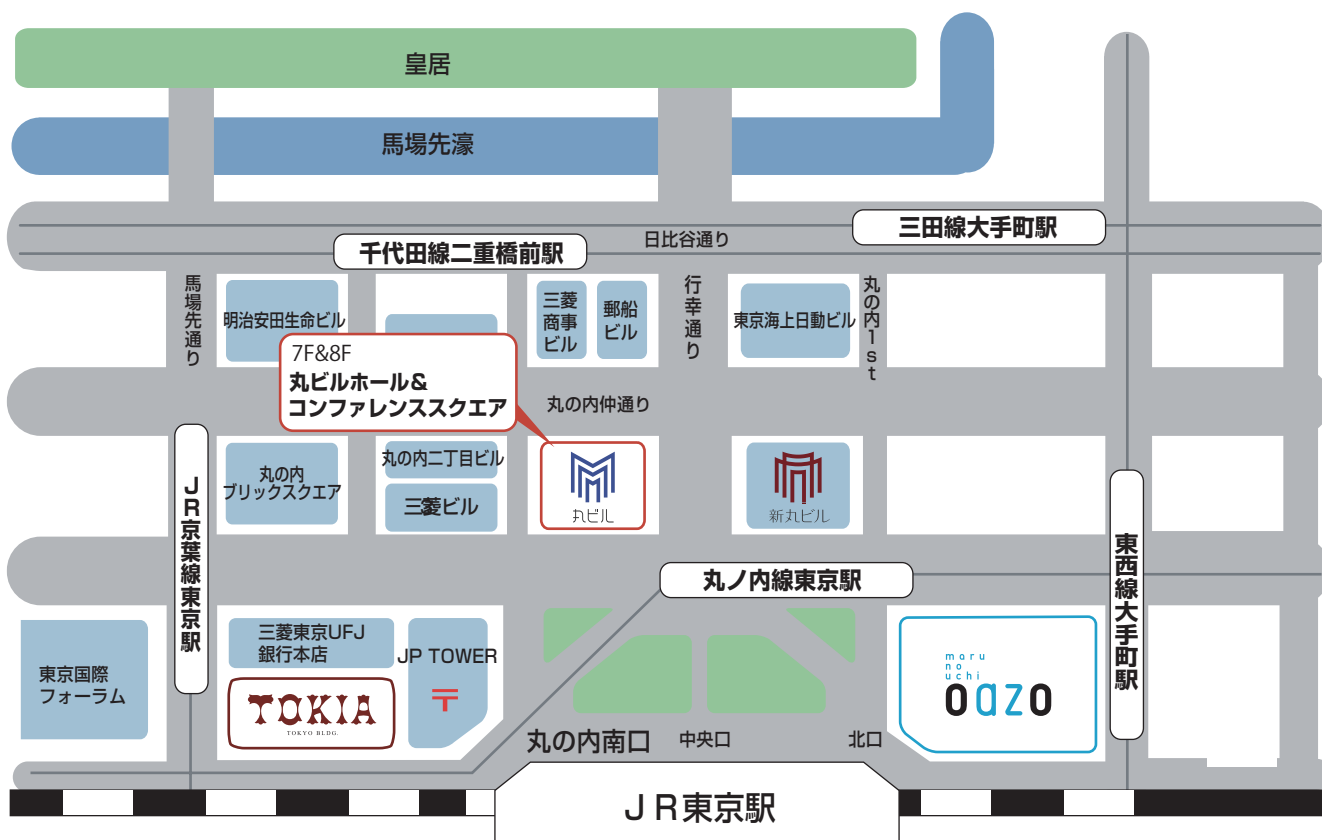 皇居
馬場先濠
三田線大手町駅
日比谷通り
千代田線二重橋前駅
馬場先通り
明治安田生命ビル
三菱
商事
ビル
郵船
ビル
行幸通り
東京海上日動ビル
丸の内1st
7F&8F
丸ビルホール&
コンファレンススクエア
丸の内仲通り
丸の内
ブリックスクエア
丸の内二丁目ビル
三菱ビル
丸ビル
新丸ビル
JR京葉線東京駅
丸ノ内線東京駅
東西線大手町駅
東京国際
フォーラム
三菱東京UFJ
銀行本店
TOKIA
TOKYO BLDG.
JP TOWER
〒
maru
no
uchi
oazo
丸の内南口
中央口
北口
JR東京駅